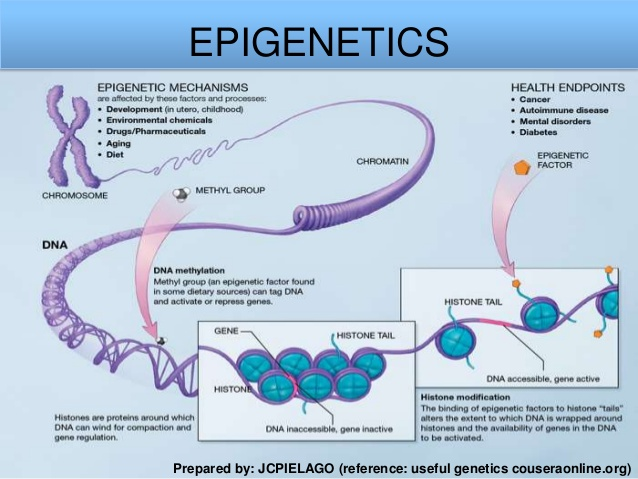 EPIGENETICS
EPIGENETIC MECHANISMS
are affected by these factors and processes:
• Development (in utero, childhood)
• Environmental chemicals
• Drugs/Pharmaceuticals
• Aging
• Diet
HEALTH ENDPOINTS
• Cancer
• Autoimmune disease
• Mental disorders
• Diabetes
EPIGENETIC
FACTOR
CHROMATIN
CHROMOSOME
METHYL GROUP
DNA
DNA methylation
Methyl group (an epigenetic factor found
in some dietary sources) can tag DNA
and activate or repress genes.
HISTONE TAIL
GENE
HISTONE TAIL
HISTONE
DNA inaccessible, gene inactive
DNA accessible, gene active
Histones are proteins around which
DNA can wind for compaction and
gene regulation.
Histone modification
The binding of epigenetic factors to histone “tails”
alters the extent to which DNA is wrapped around
histones and the availability of genes in the DNA
to be activated.
Prepared by: JCPIELAGO (reference: useful genetics couseraonline.org)